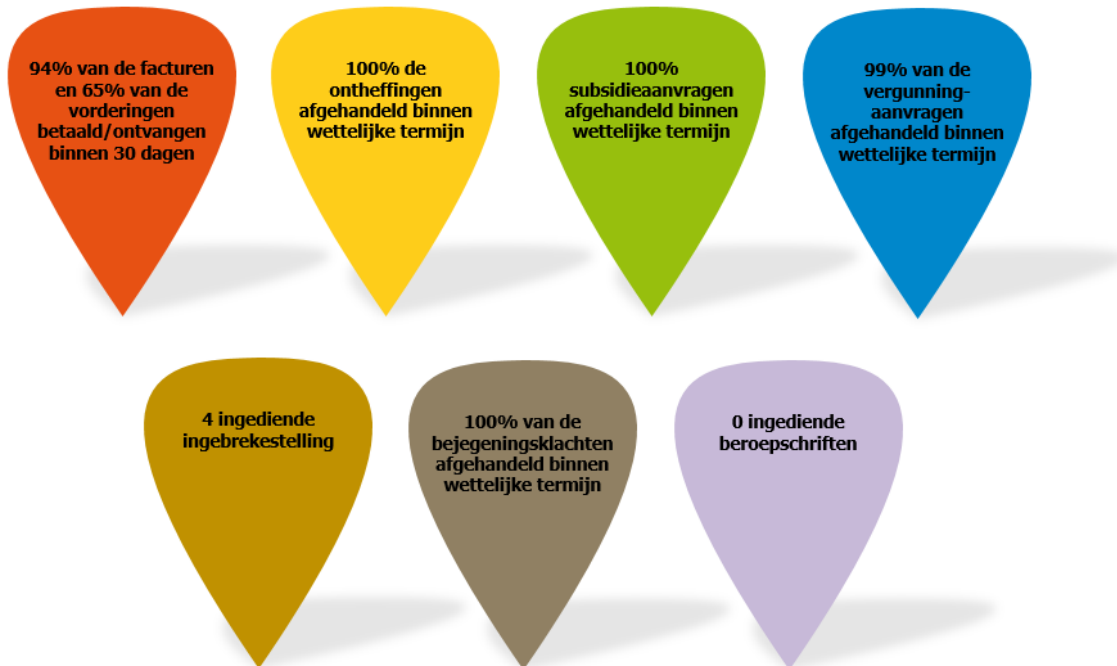 94% van de facturen
en 65% van de
vorderingen
betaald/ontvangen
binnen 30 dagen
100% de
ontheffingen
afgehandeld binnen
wettelijke termijn
100%
subsidieaanvragen
afgehandeld binnen
wettelijke termijn
99% van de
vergunning-
aanvragen
afgehandeld binnen
wettelijke termijn
4 ingediende
ingebrekestelling
100% van de
bejegeningsklachten
afgehandeld binnen
wettelijke termijn
0 ingediende
beroepschriften